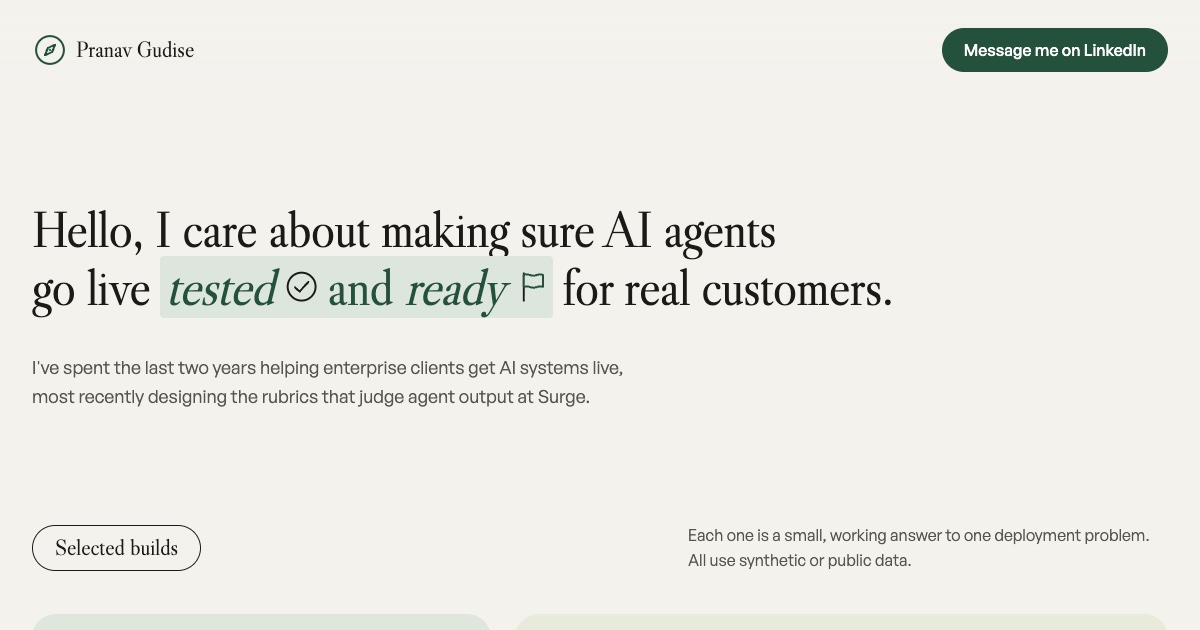 Pranav Gudise
Message me on LinkedIn
Hello, I care about making sure AI agents
go live tested and ready for real customers.
I've spent the last two years helping enterprise clients get AI systems live,
most recently designing the rubrics that judge agent output at Surge.
Selected builds
Each one is a small, working answer to one deployment problem.
All use synthetic or public data.